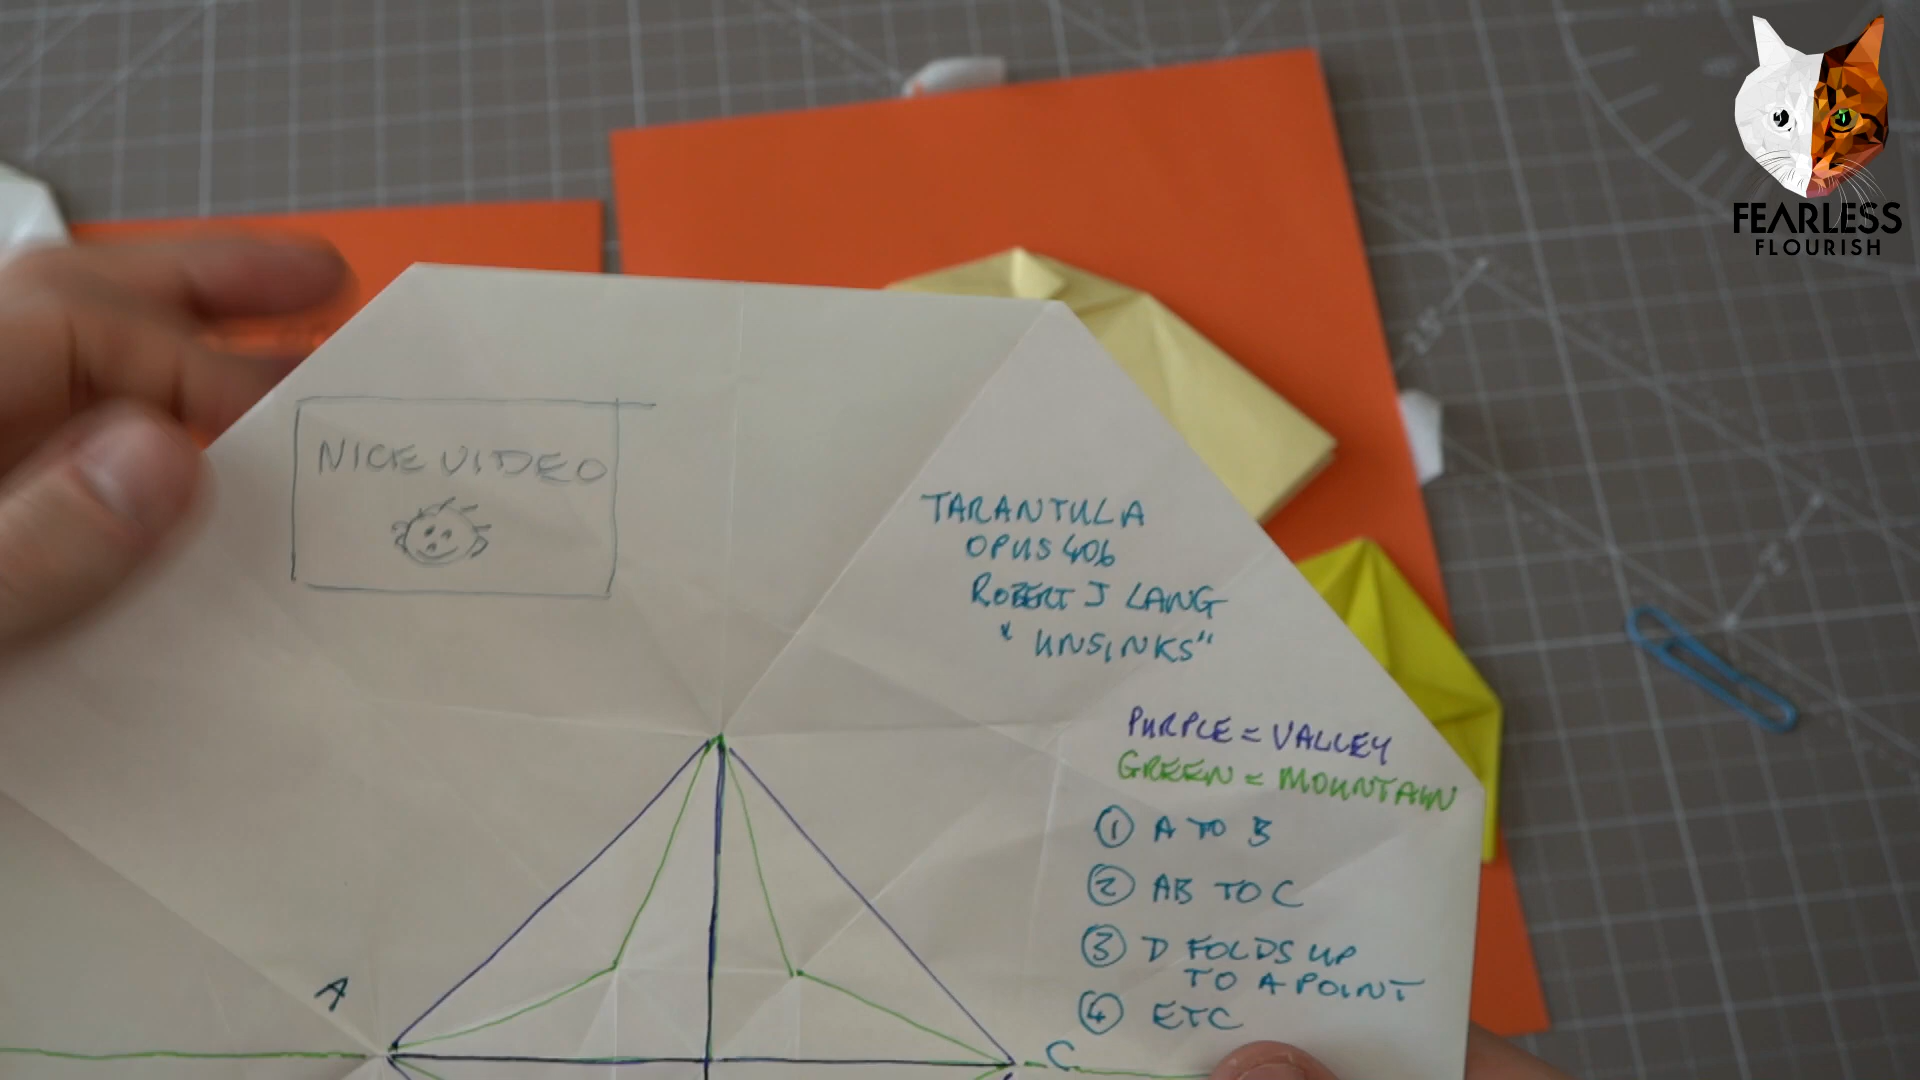 FEARLESS
FLOURISH
NICE VIDEO
TARANTULA
OPUS 406
ROBERT J LANG
"UNSINKS"
PURPLE = VALLEY
GREEN = MOUNTAIN
① A TO B
② AB TO C
③ D FOLDS UP
TO A POINT
④ ETC
A
C